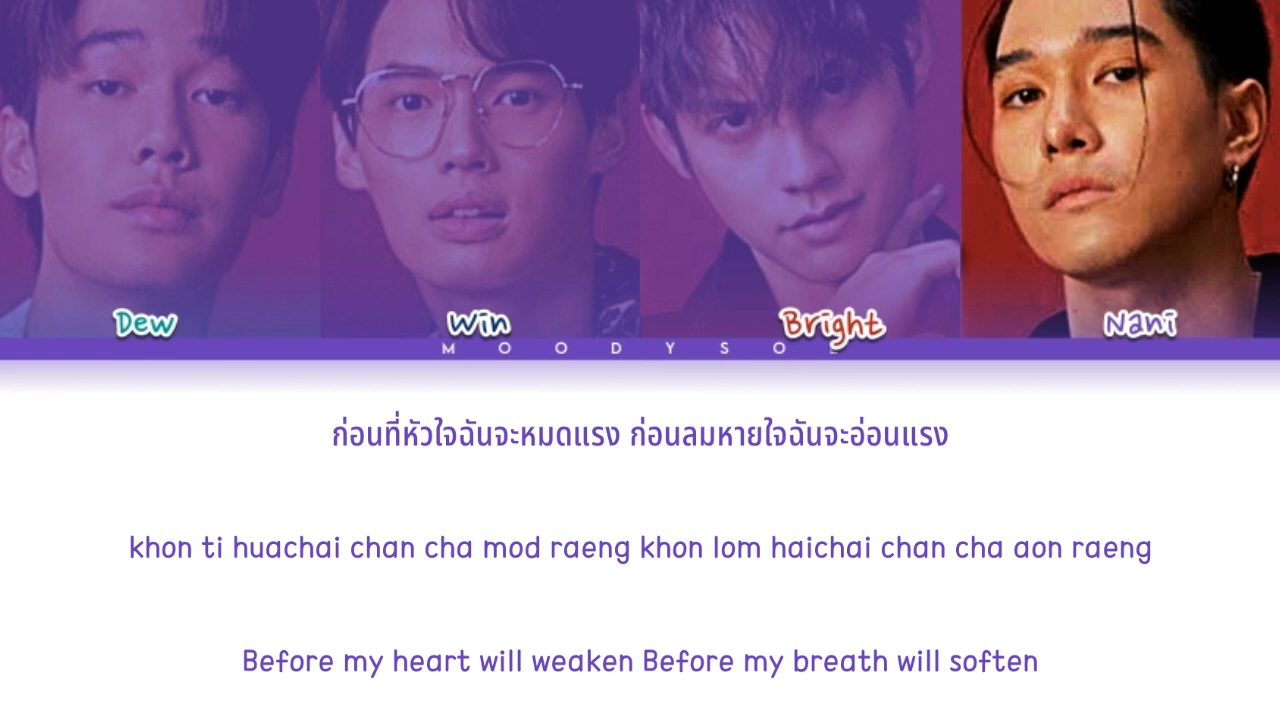 Dew Win Bright Nani
MOODYSO
ก่อนที่หัวใจฉันจะหมดแรง ก่อนลมหายใจฉันจะอ่อนแรง
khon ti huachai chan cha mod raeng khon lom haichai chan cha aon raeng
Before my heart will weaken Before my breath will soften